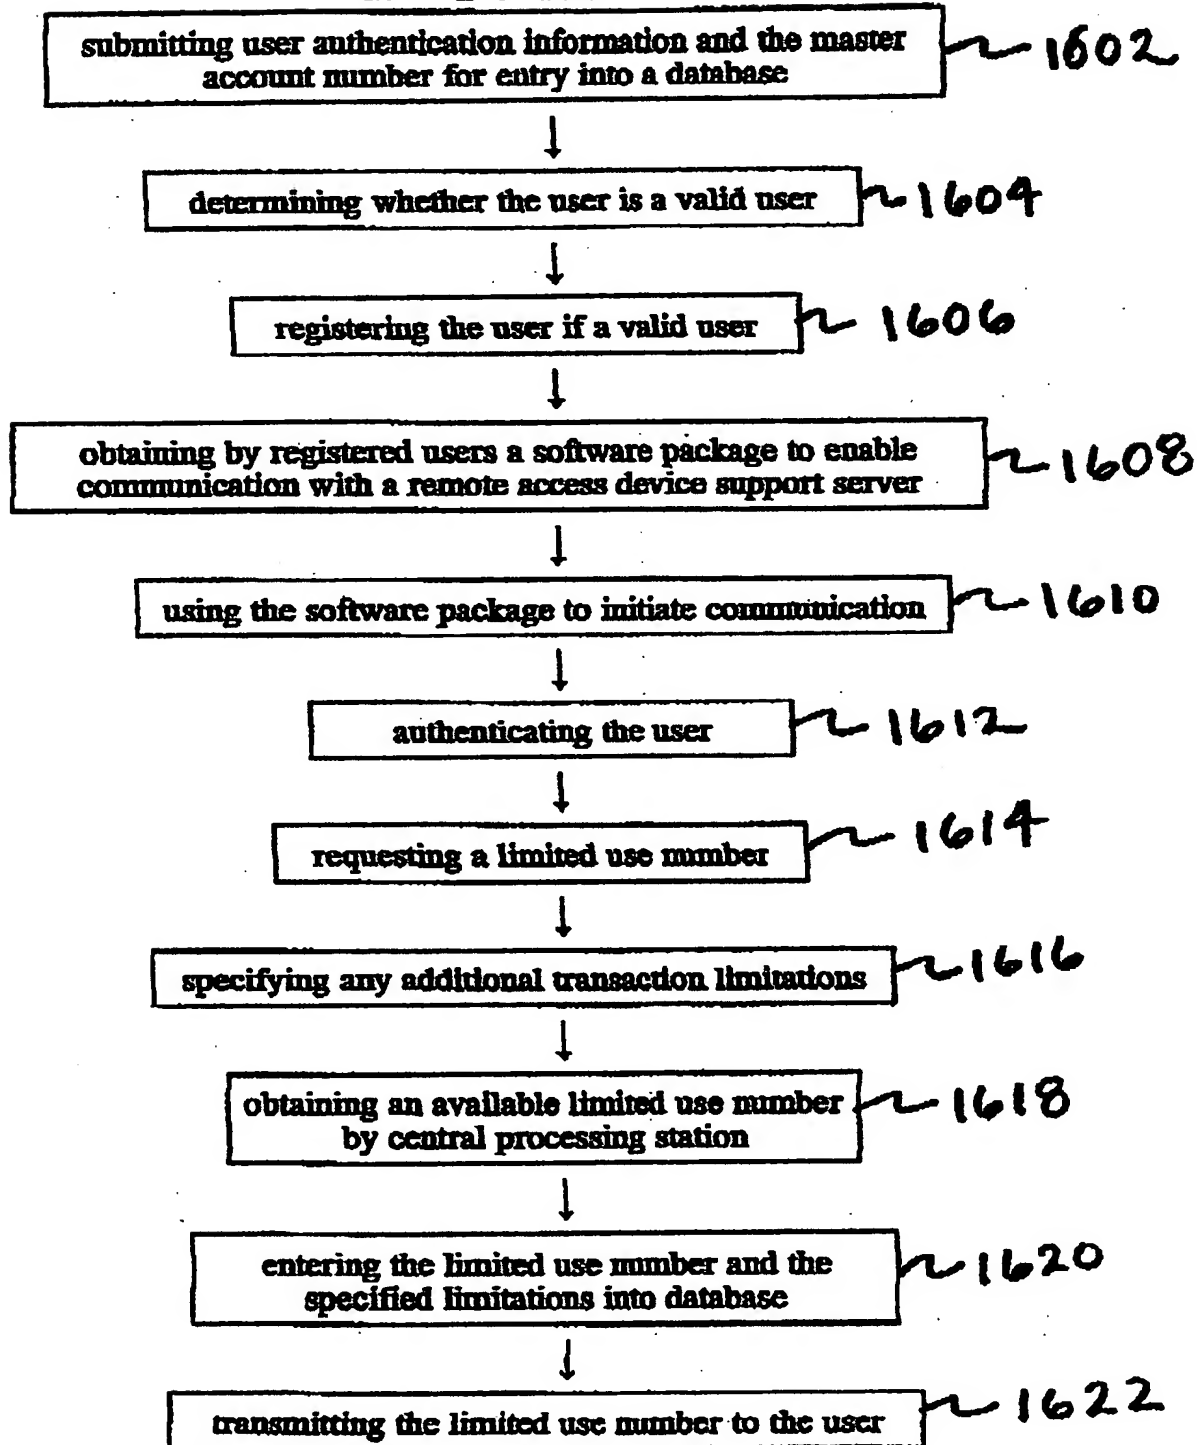 submitting user authentication information and the master
account number for entry into a database
1602
determining whether the user is a valid user
1604
registering the user if a valid user
1606
obtaining by registered users a software package to enable
communication with a remote access device support server
1608
using the software package to initiate communication
1610
authenticating the user
1612
requesting a limited use number
1614
specifying any additional transaction limitations
1616
obtaining an available limited use number
by central processing station
1618
entering the limited use number and the
specified limitations into database
1620
transmitting the limited use number to the user
1622